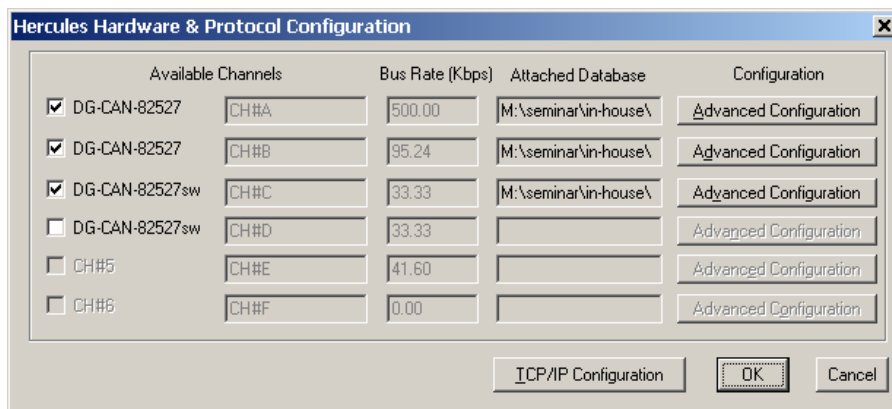 Hercules Hardware & Protocol Configuration
Available Channels Bus Rate (Kbps) Attached Database Configuration
DG-CAN-82527 CH#A 500.00 M:\seminar\in-house\ Advanced Configuration
DG-CAN-82527 CH#B 95.24 M:\seminar\in-house\ Advanced Configuration
DG-CAN-82527sw CH#C 33.33 M:\seminar\in-house\ Advanced Configuration
DG-CAN-82527sw CH#D 33.33 Advanced Configuration
CH#5 CH#E 41.60 Advanced Configuration
CH#6 CH#F 0.00 Advanced Configuration
TCP/IP Configuration OK Cancel